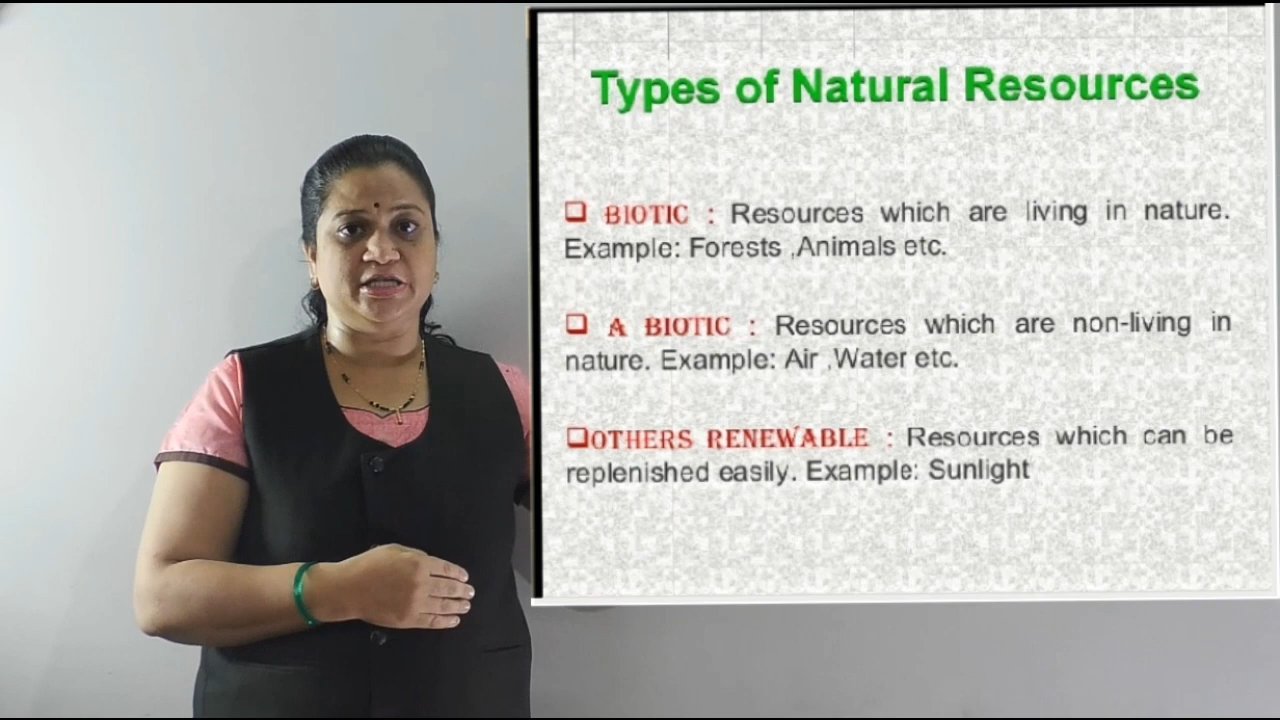 Types of Natural Resources
❑ BIOTIC : Resources which are living in nature.
Example: Forests ,Animals etc.
❑ A BIOTIC : Resources which are non-living in
nature. Example: Air ,Water etc.
❑OTHERS RENEWABLE : Resources which can be
replenished easily. Example: Sunlight